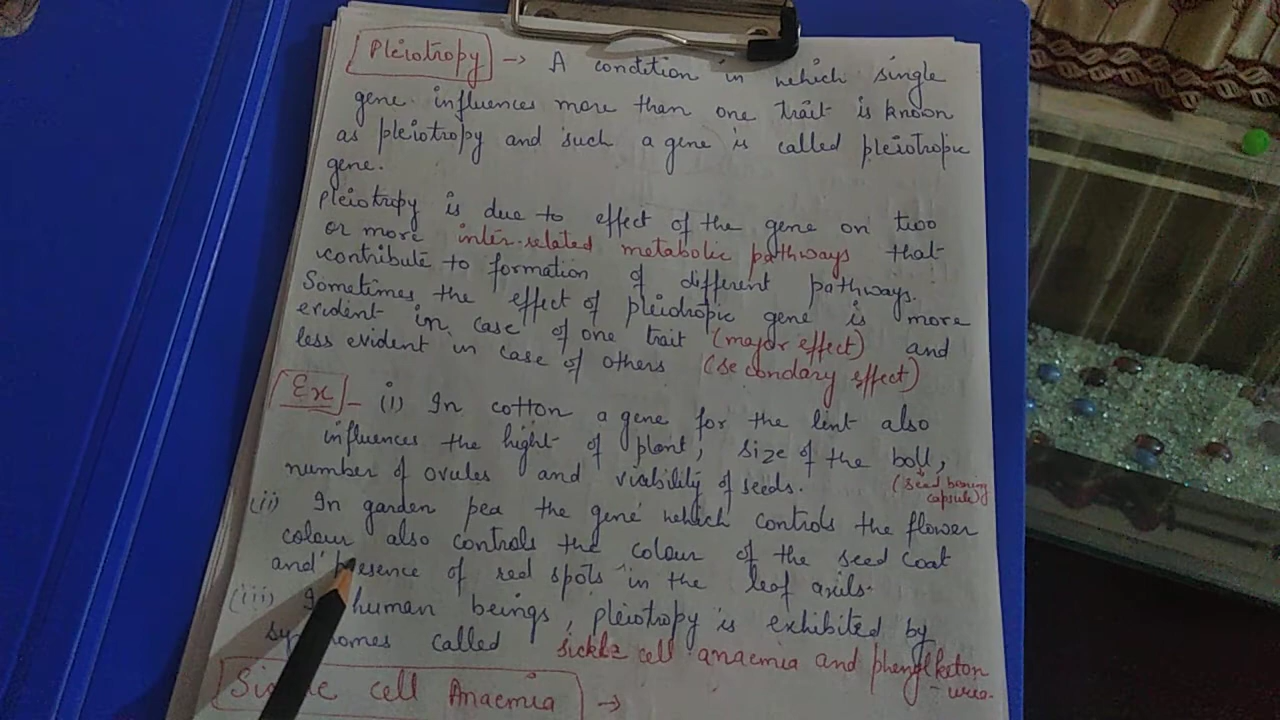 Pleiotropy → A condition in which single
gene influences more than one trait is known
as pleiotropy and such a gene is called pleiotropic
gene.
Pleiotropy is due to effect of the gene on two
or more inter-related metabolic pathways that
contribute to formation of different pathways.
Sometimes the effect of pleiotropic gene is more
evident in case of one trait (major effect) and
less evident in case of others (secondary effect)
Ex - (i) In cotton a gene for the lint also
influences the hight of plant, size of the boll,
number of ovules and viability of seeds. (seed bearing
capsule)
(ii) In garden pea the gene which controls the flower
colour also controls the colour of the seed coat
and presence of red spots in the leaf axils.
(iii) In human beings, pleiotropy is exhibited by
syndromes called sickle cell anaemia and phenylketon
-urea.
Sickle cell Anaemia →